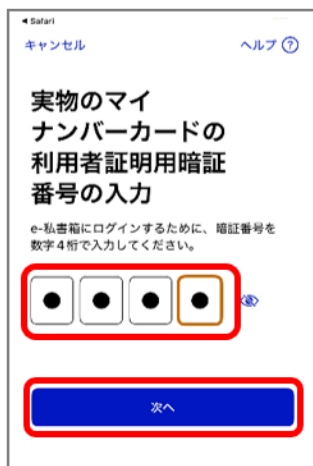 ◀ Safari
キャンセル
ヘルプ ?
実物のマイ
ナンバーカードの
利用者証明用暗証
番号の入力
e-私書箱にログインするために、暗証番号を
数字4桁で入力してください。
次へ